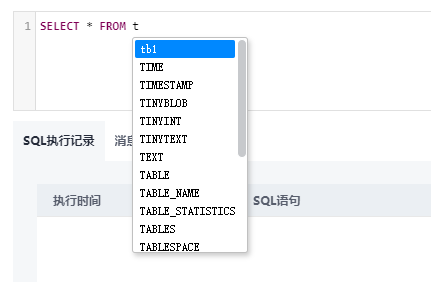 1 SELECT * FROM t
tb1
TIME
TIMESTAMP
TINYBLOB
TINYINT
TINYTEXT
TEXT
TABLE
TABLE_NAME
TABLE_STATISTICS
TABLES
TABLESPACE
SQL执行记录 消息
执行时间 SQL语句